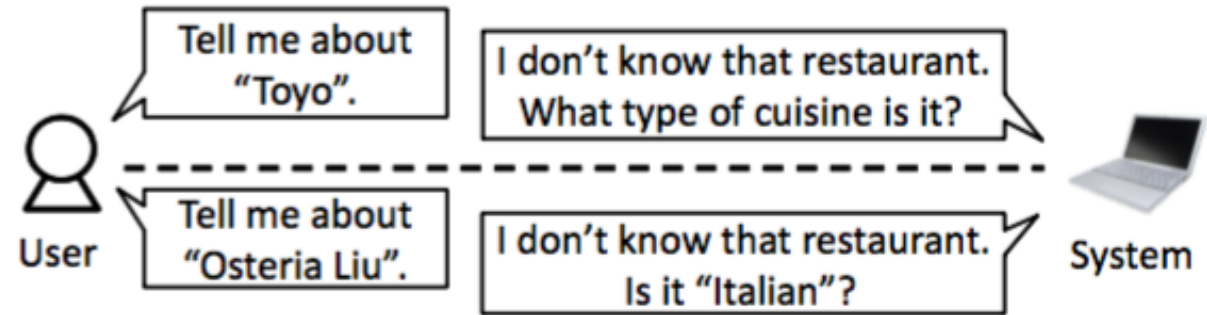 Tell me about
“Toyo”.
I don’t know that restaurant.
What type of cuisine is it?
User
Tell me about
“Osteria Liu”.
I don’t know that restaurant.
Is it “Italian”?
System